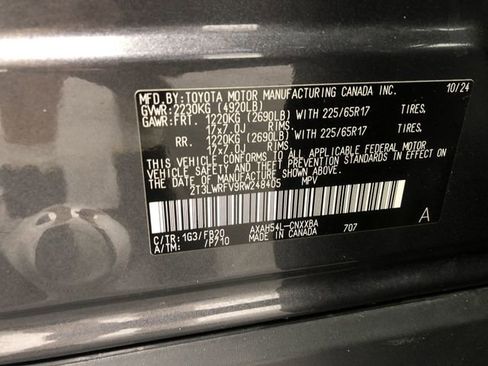 MFD.BY:TOYOTA MOTOR MANUFACTURING CANADA INC. 10/24
GVWR:2230KG (4920LB)
GAWR:FRT. 1220KG (2690LB) WITH 225/65R17 TIRES.
17x7.0J RIMS.
RR. 1220KG (2690LB) WITH 225/65R17 TIRES.
17x7.0J RIMS.
THIS VEHICLE CONFORMS TO ALL APPLICABLE FEDERAL MOTOR
VEHICLE SAFETY AND THEFT PREVENTION STANDARDS IN EFFECT
ON THE DATE OF MANUFACTURE SHOWN ABOVE.
2T3LWRFV9RW248405 MPV
A
C/TR:1G3/FB20 AXAH54L-CNXXBA 707
A/TM: /P710 MADE IN CANADA